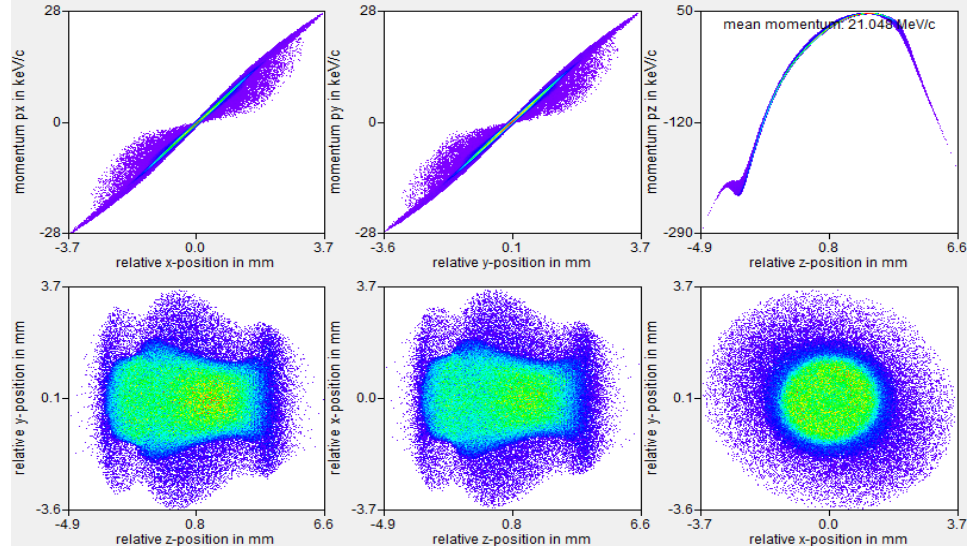 28
0
-28
momentum px in keV/c
-3.7
0.0
3.7
relative x-position in mm
28
0
-28
momentum py in keV/c
-3.6
0.1
3.7
relative y-position in mm
mean momentum: 21.048 MeV/c
50
-120
-290
momentum pz in keV/c
-4.9
0.8
6.6
relative z-position in mm
3.7
0.1
-3.6
relative y-position in mm
-4.9
0.8
6.6
relative z-position in mm
3.7
0.0
-3.7
relative x-position in mm
-4.9
0.8
6.6
relative z-position in mm
3.7
0.1
-3.6
relative y-position in mm
-3.7
0.0
3.7
relative x-position in mm